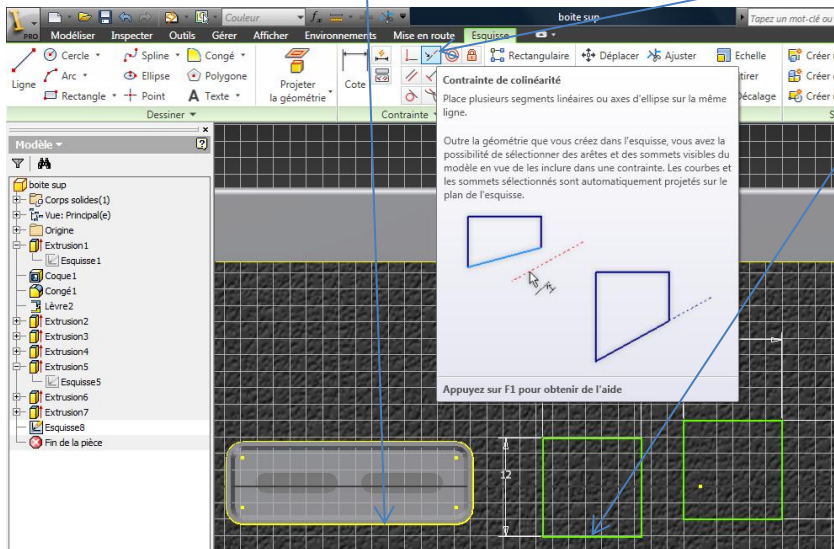 PRO
Couleur
boite sup
Tapez un mot-clé ou
Modéliser Inspecter Outils Gérer Afficher Environnements Mise en route Esquisse
Ligne
Cercle Spline Congé
Arc Ellipse Polygone
Rectangle Point A Texte
Projeter
la géométrie
Cote
Rectangulaire Déplacer Ajuster Echelle Créer
Créer
Décalage Créer
Dessiner
Contrainte
Contrainte de colinéarité
Place plusieurs segments linéaires ou axes d'ellipse sur la même
ligne.
Outre la géométrie que vous créez dans l'esquisse, vous avez la
possibilité de sélectionner des arêtes et des sommets visibles du
modèle en vue de les inclure dans une contrainte. Les courbes et
les sommets sélectionnés sont automatiquement projetés sur le
plan de l'esquisse.
Appuyez sur F1 pour obtenir de l'aide
Modèle
boite sup
Corps solides(1)
Vue: Principal(e)
Origine
Extrusion1
Esquisse1
Coque1
Congé1
Lèvre2
Extrusion2
Extrusion3
Extrusion4
Extrusion5
Esquisse5
Extrusion6
Extrusion7
Esquisse8
Fin de la pièce
12